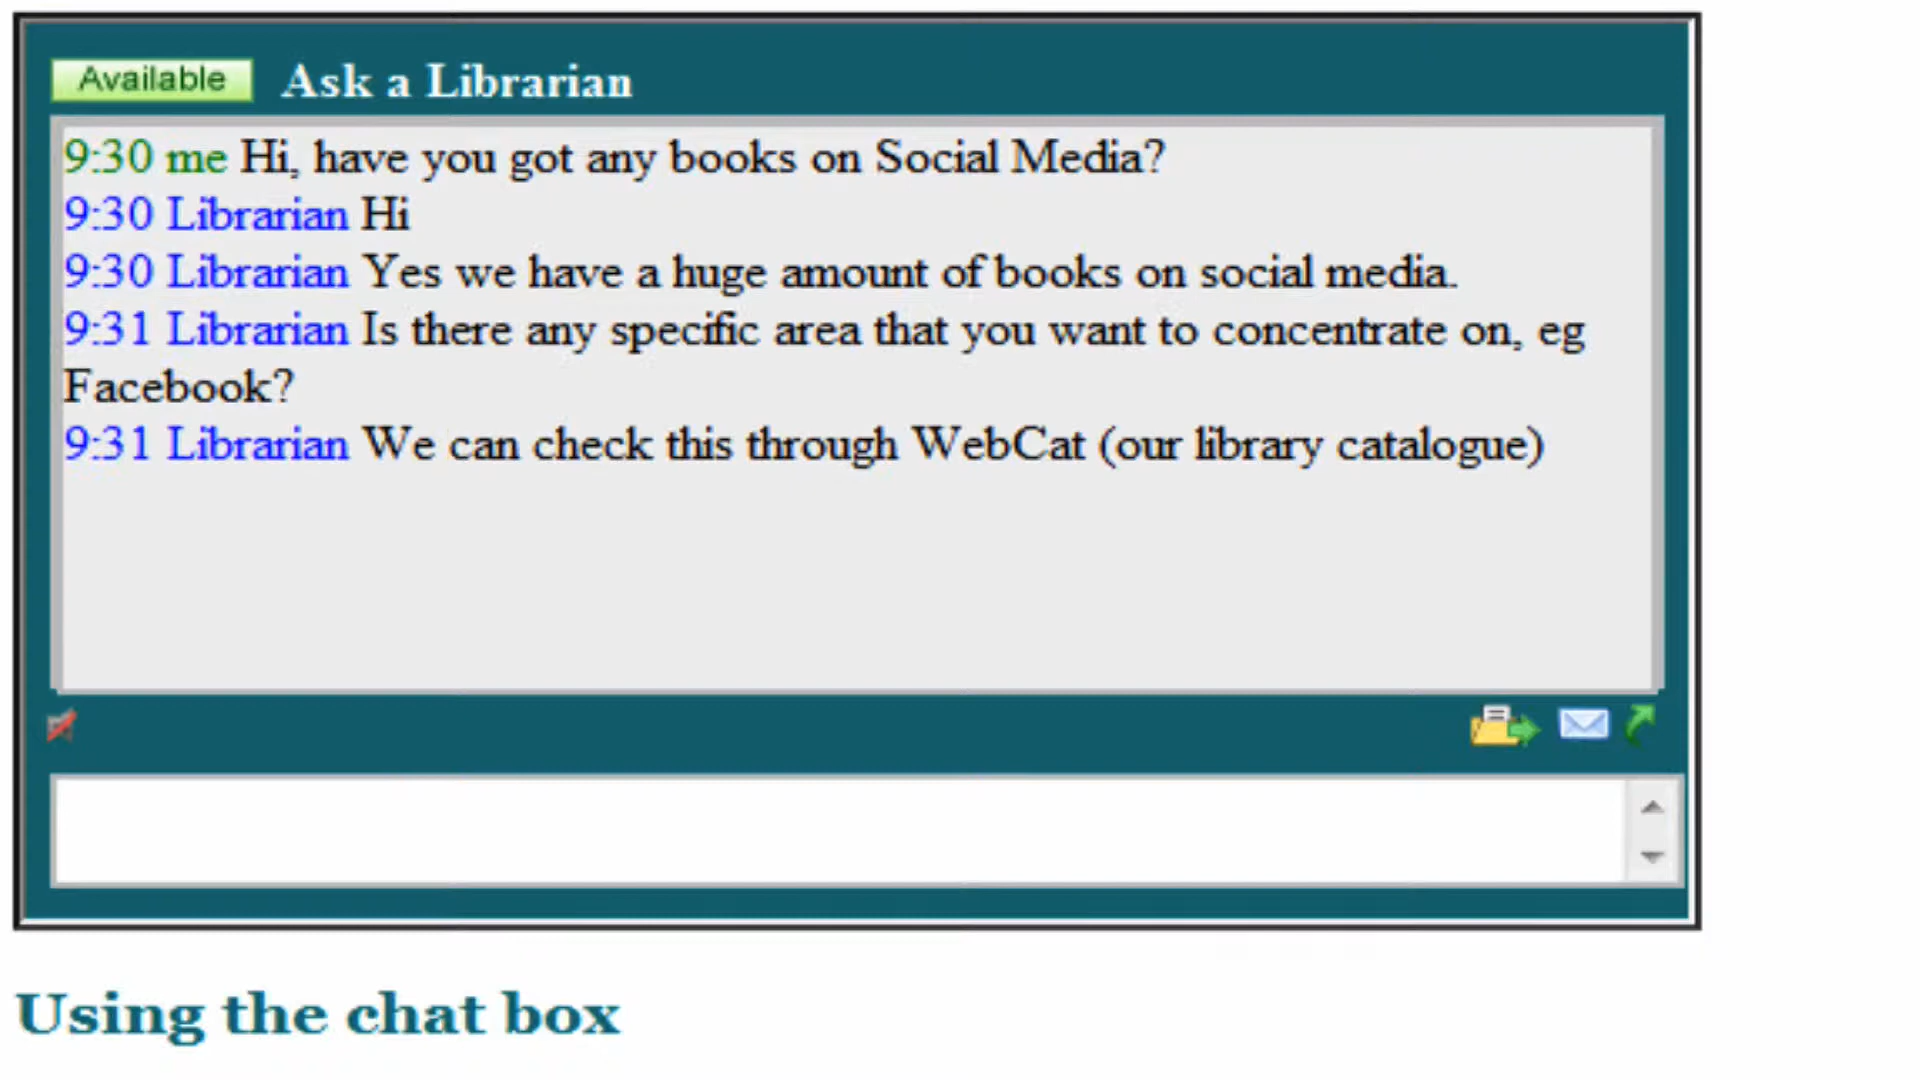 Available Ask a Librarian
9:30 me Hi, have you got any books on Social Media?
9:30 Librarian Hi
9:30 Librarian Yes we have a huge amount of books on social media.
9:31 Librarian Is there any specific area that you want to concentrate on, eg
Facebook?
9:31 Librarian We can check this through WebCat (our library catalogue)
Using the chat box